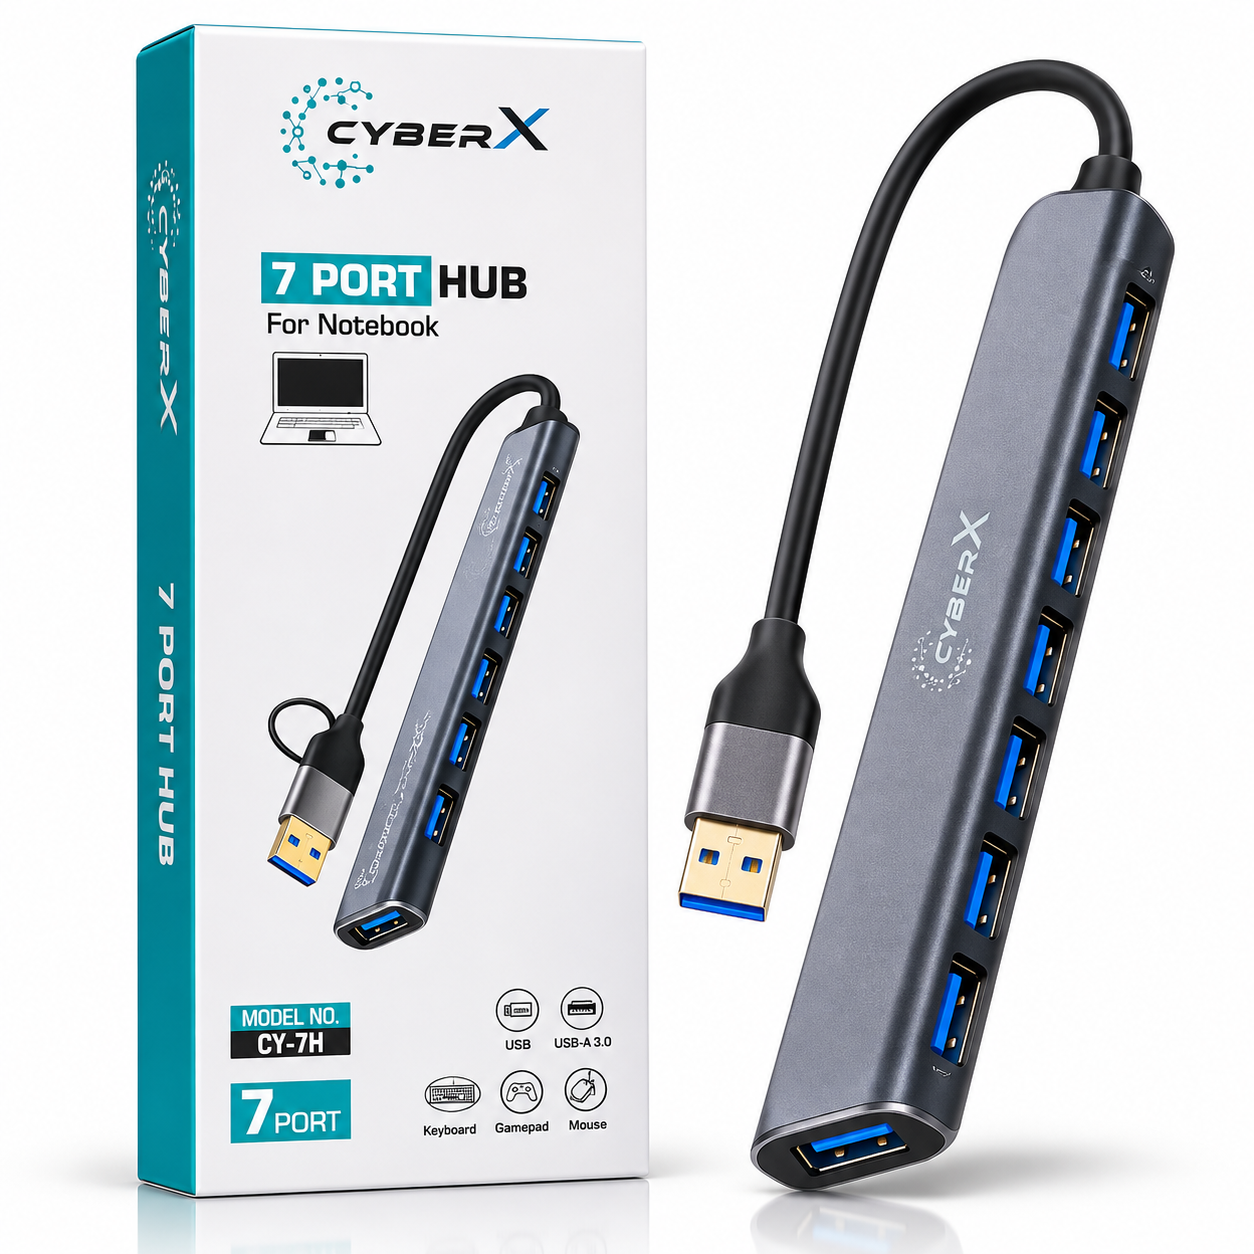 CYBERX
7 PORT HUB
For Notebook
MODEL NO.
CY-7H
7 PORT
USB
USB-A 3.0
Keyboard
Gamepad
Mouse
CYBERX
7 PORT HUB
CYBERX